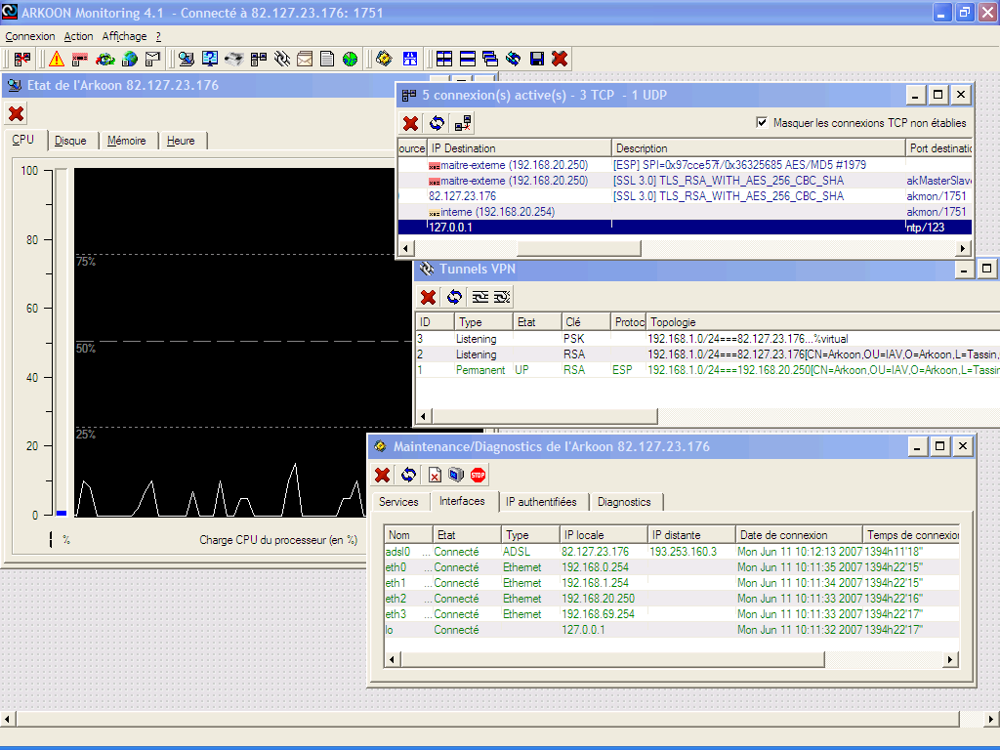 ARKOON Monitoring 4.1 - Connecté à 82.127.23.176: 1751
Connexion Action Affichage ?
Etat de l'Arkoon 82.127.23.176
CPU Disque Mémoire Heure
100
80
60
40
20
0
75%
50%
25%
1 %
Charge CPU du processeur (en %)
5 connexion(s) active(s) - 3 TCP - 1 UDP
Masquer les connexions TCP non établies
ource IP Destination Description Port destinatio
maitre-externe (192.168.20.250) [ESP] SPI=0x97cce57f/0x36325685 AES/MD5 #1979
maitre-externe (192.168.20.250) [SSL 3.0] TLS_RSA_WITH_AES_256_CBC_SHA akMasterSlav
82.127.23.176 [SSL 3.0] TLS_RSA_WITH_AES_256_CBC_SHA akmon/1751
interne (192.168.20.254) akmon/1751
127.0.0.1 ntp/123
Tunnels VPN
ID Type Etat Clé Protoc Topologie
3 Listening PSK 192.168.1.0/24===82.127.23.176...%virtual
2 Listening RSA 192.168.1.0/24===82.127.23.176[CN=Arkoon,OU=IAV,O=Arkoon,L=Tassin,
1 Permanent UP RSA ESP 192.168.1.0/24===192.168.20.250[CN=Arkoon,OU=IAV,O=Arkoon,L=Tassin
Maintenance/Diagnostics de l'Arkoon 82.127.23.176
STOP
Services Interfaces IP authentifiées Diagnostics
Nom Etat Type IP locale IP distante Date de connexion Temps de connexion
adsl0 ... Connecté ADSL 82.127.23.176 193.253.160.3 Mon Jun 11 10:12:13 2007 1394h11'18"
eth0 ... Connecté Ethernet 192.168.0.254 Mon Jun 11 10:11:35 2007 1394h22'15"
eth1 ... Connecté Ethernet 192.168.1.254 Mon Jun 11 10:11:34 2007 1394h22'15"
eth2 ... Connecté Ethernet 192.168.20.250 Mon Jun 11 10:11:33 2007 1394h22'16"
eth3 ... Connecté Ethernet 192.168.69.254 Mon Jun 11 10:11:33 2007 1394h22'17"
lo Connecté 127.0.0.1 Mon Jun 11 10:11:32 2007 1394h22'17"